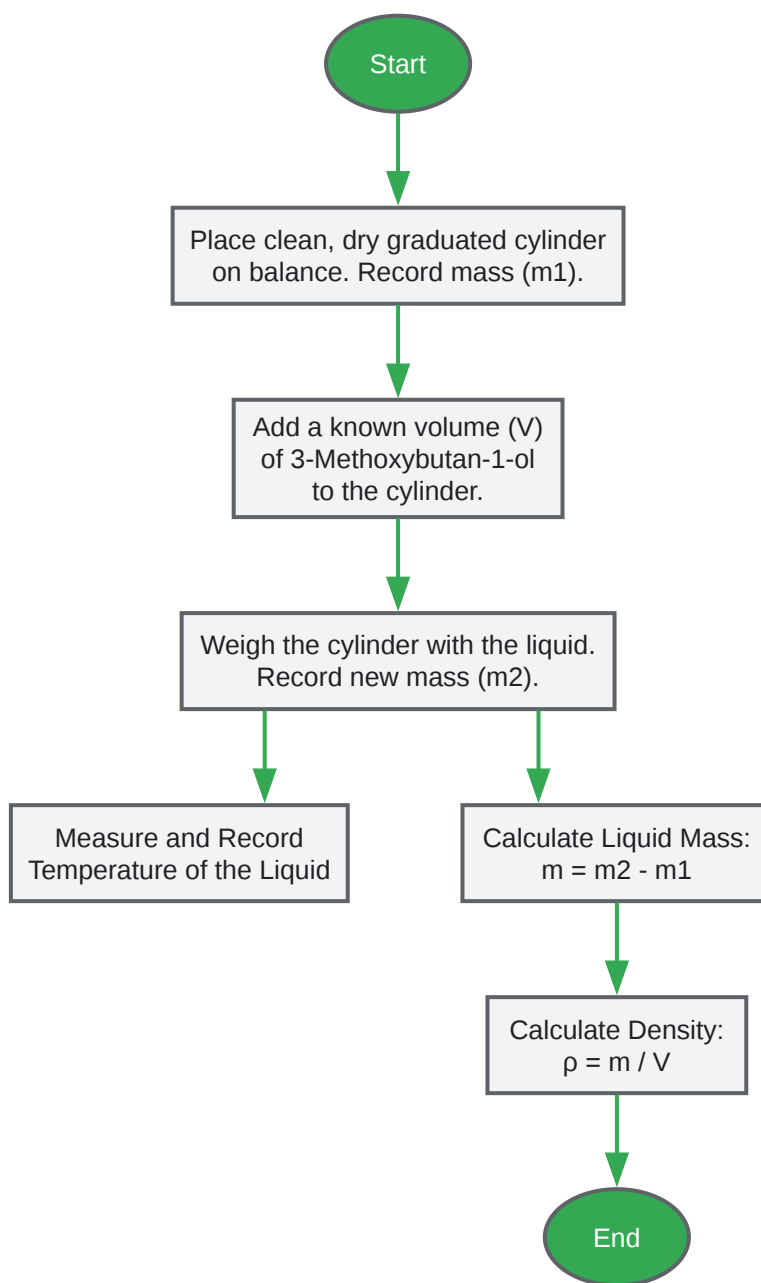 Start
Place clean, dry graduated cylinder
on balance. Record mass (m1).
Add a known volume (V)
of 3-Methoxybutan-1-ol
to the cylinder.
Weigh the cylinder with the liquid.
Record new mass (m2).
Measure and Record
Temperature of the Liquid
Calculate Liquid Mass:
m = m2 - m1
Calculate Density:
ρ = m / V
End